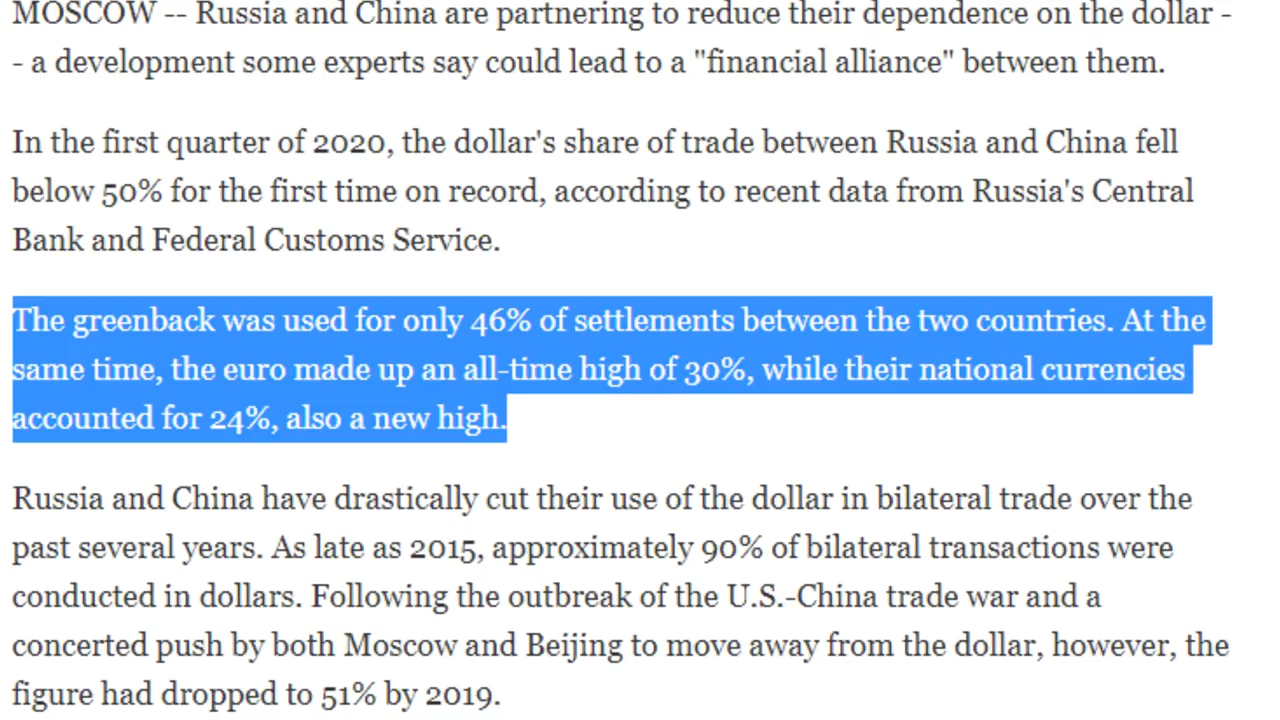 MOSCOW -- Russia and China are partnering to reduce their dependence on the dollar -
- a development some experts say could lead to a "financial alliance" between them.
In the first quarter of 2020, the dollar's share of trade between Russia and China fell
below 50% for the first time on record, according to recent data from Russia's Central
Bank and Federal Customs Service.
The greenback was used for only 46% of settlements between the two countries. At the
same time, the euro made up an all-time high of 30%, while their national currencies
accounted for 24%, also a new high.
Russia and China have drastically cut their use of the dollar in bilateral trade over the
past several years. As late as 2015, approximately 90% of bilateral transactions were
conducted in dollars. Following the outbreak of the U.S.-China trade war and a
concerted push by both Moscow and Beijing to move away from the dollar, however, the
figure had dropped to 51% by 2019.